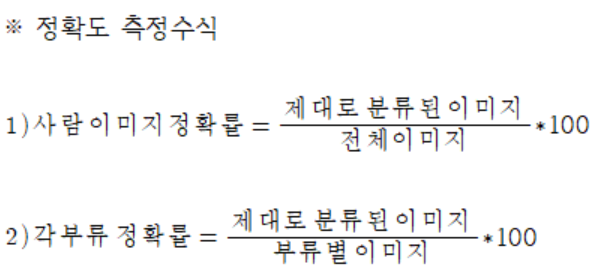 ※ 정확도 측정수식
1)사람이미지정확률 = 제대로분류된이미지/전체이미지 *100
2)각부류정확률 = 제대로분류된이미지/부류별이미지 *100